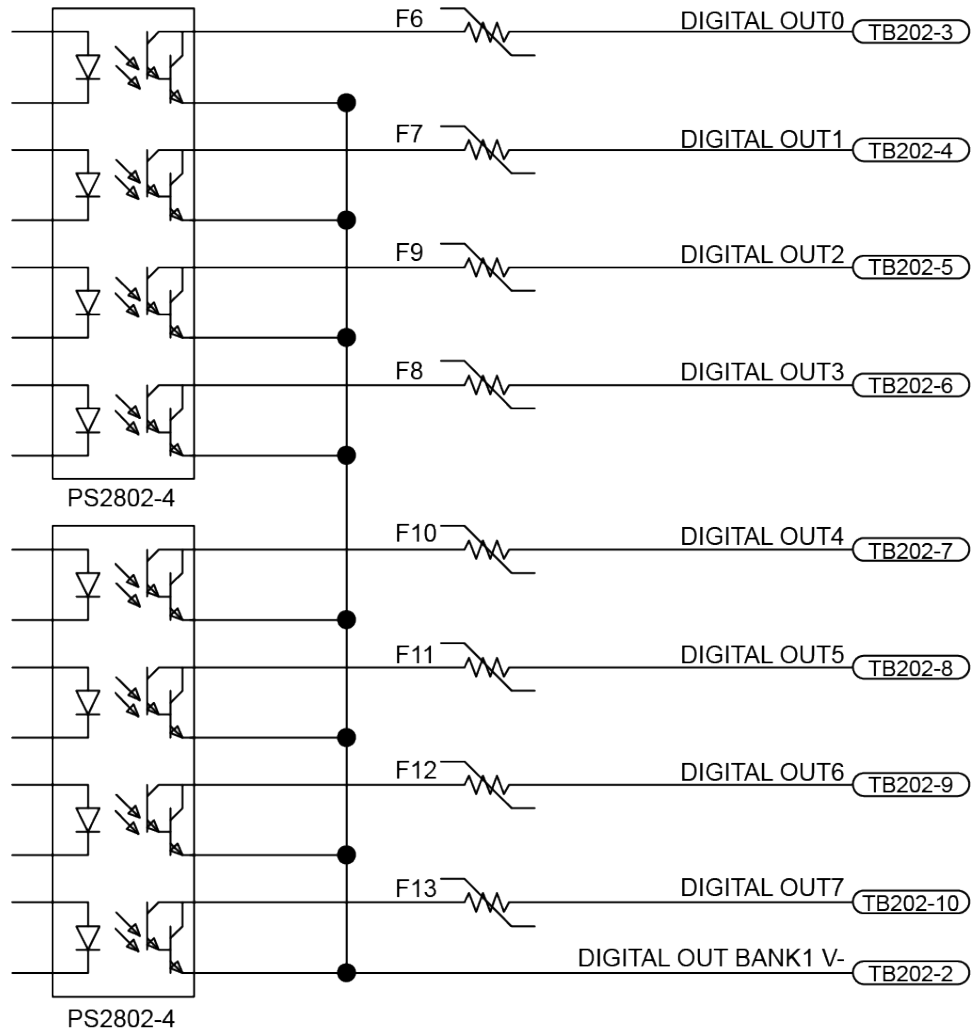 F6 DIGITAL OUT0 TB202-3
F7 DIGITAL OUT1 TB202-4
F9 DIGITAL OUT2 TB202-5
F8 DIGITAL OUT3 TB202-6
PS2802-4
F10 DIGITAL OUT4 TB202-7
F11 DIGITAL OUT5 TB202-8
F12 DIGITAL OUT6 TB202-9
F13 DIGITAL OUT7 TB202-10
DIGITAL OUT BANK1 V- TB202-2
PS2802-4